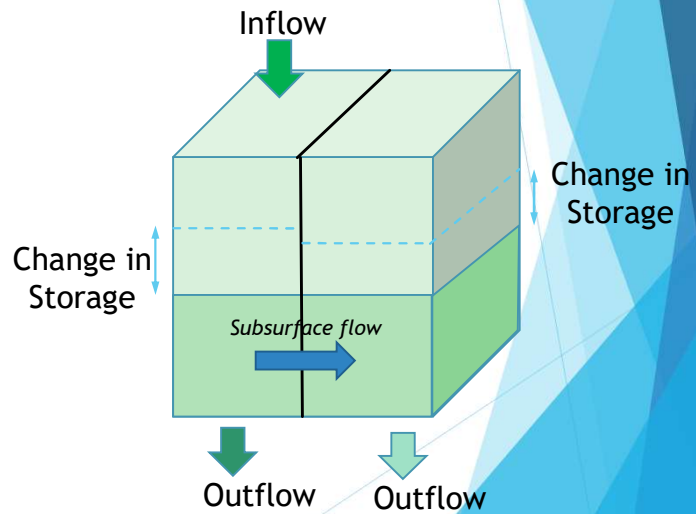 Inflow
Change in
Storage
Change in
Storage
Subsurface flow
Outflow
Outflow